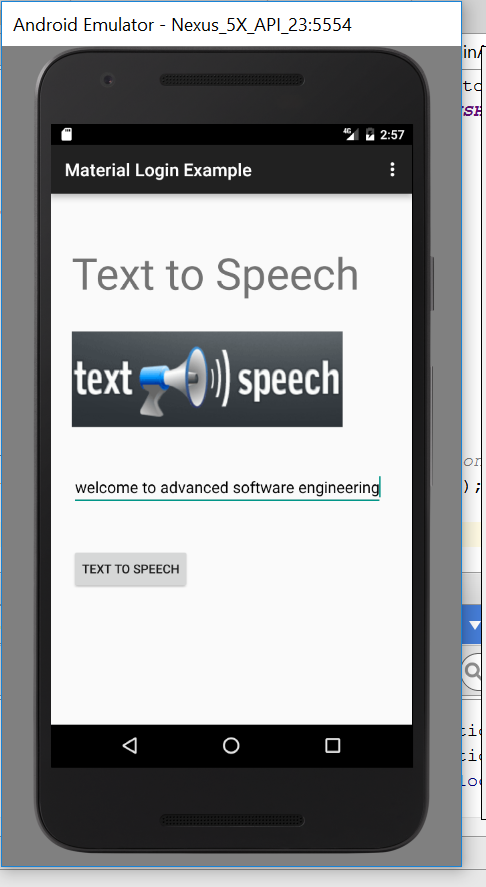 Android Emulator - Nexus_5X_API_23:5554
4G 2:57
Material Login Example
Text to Speech
text speech
welcome to advanced software engineering
TEXT TO SPEECH
);